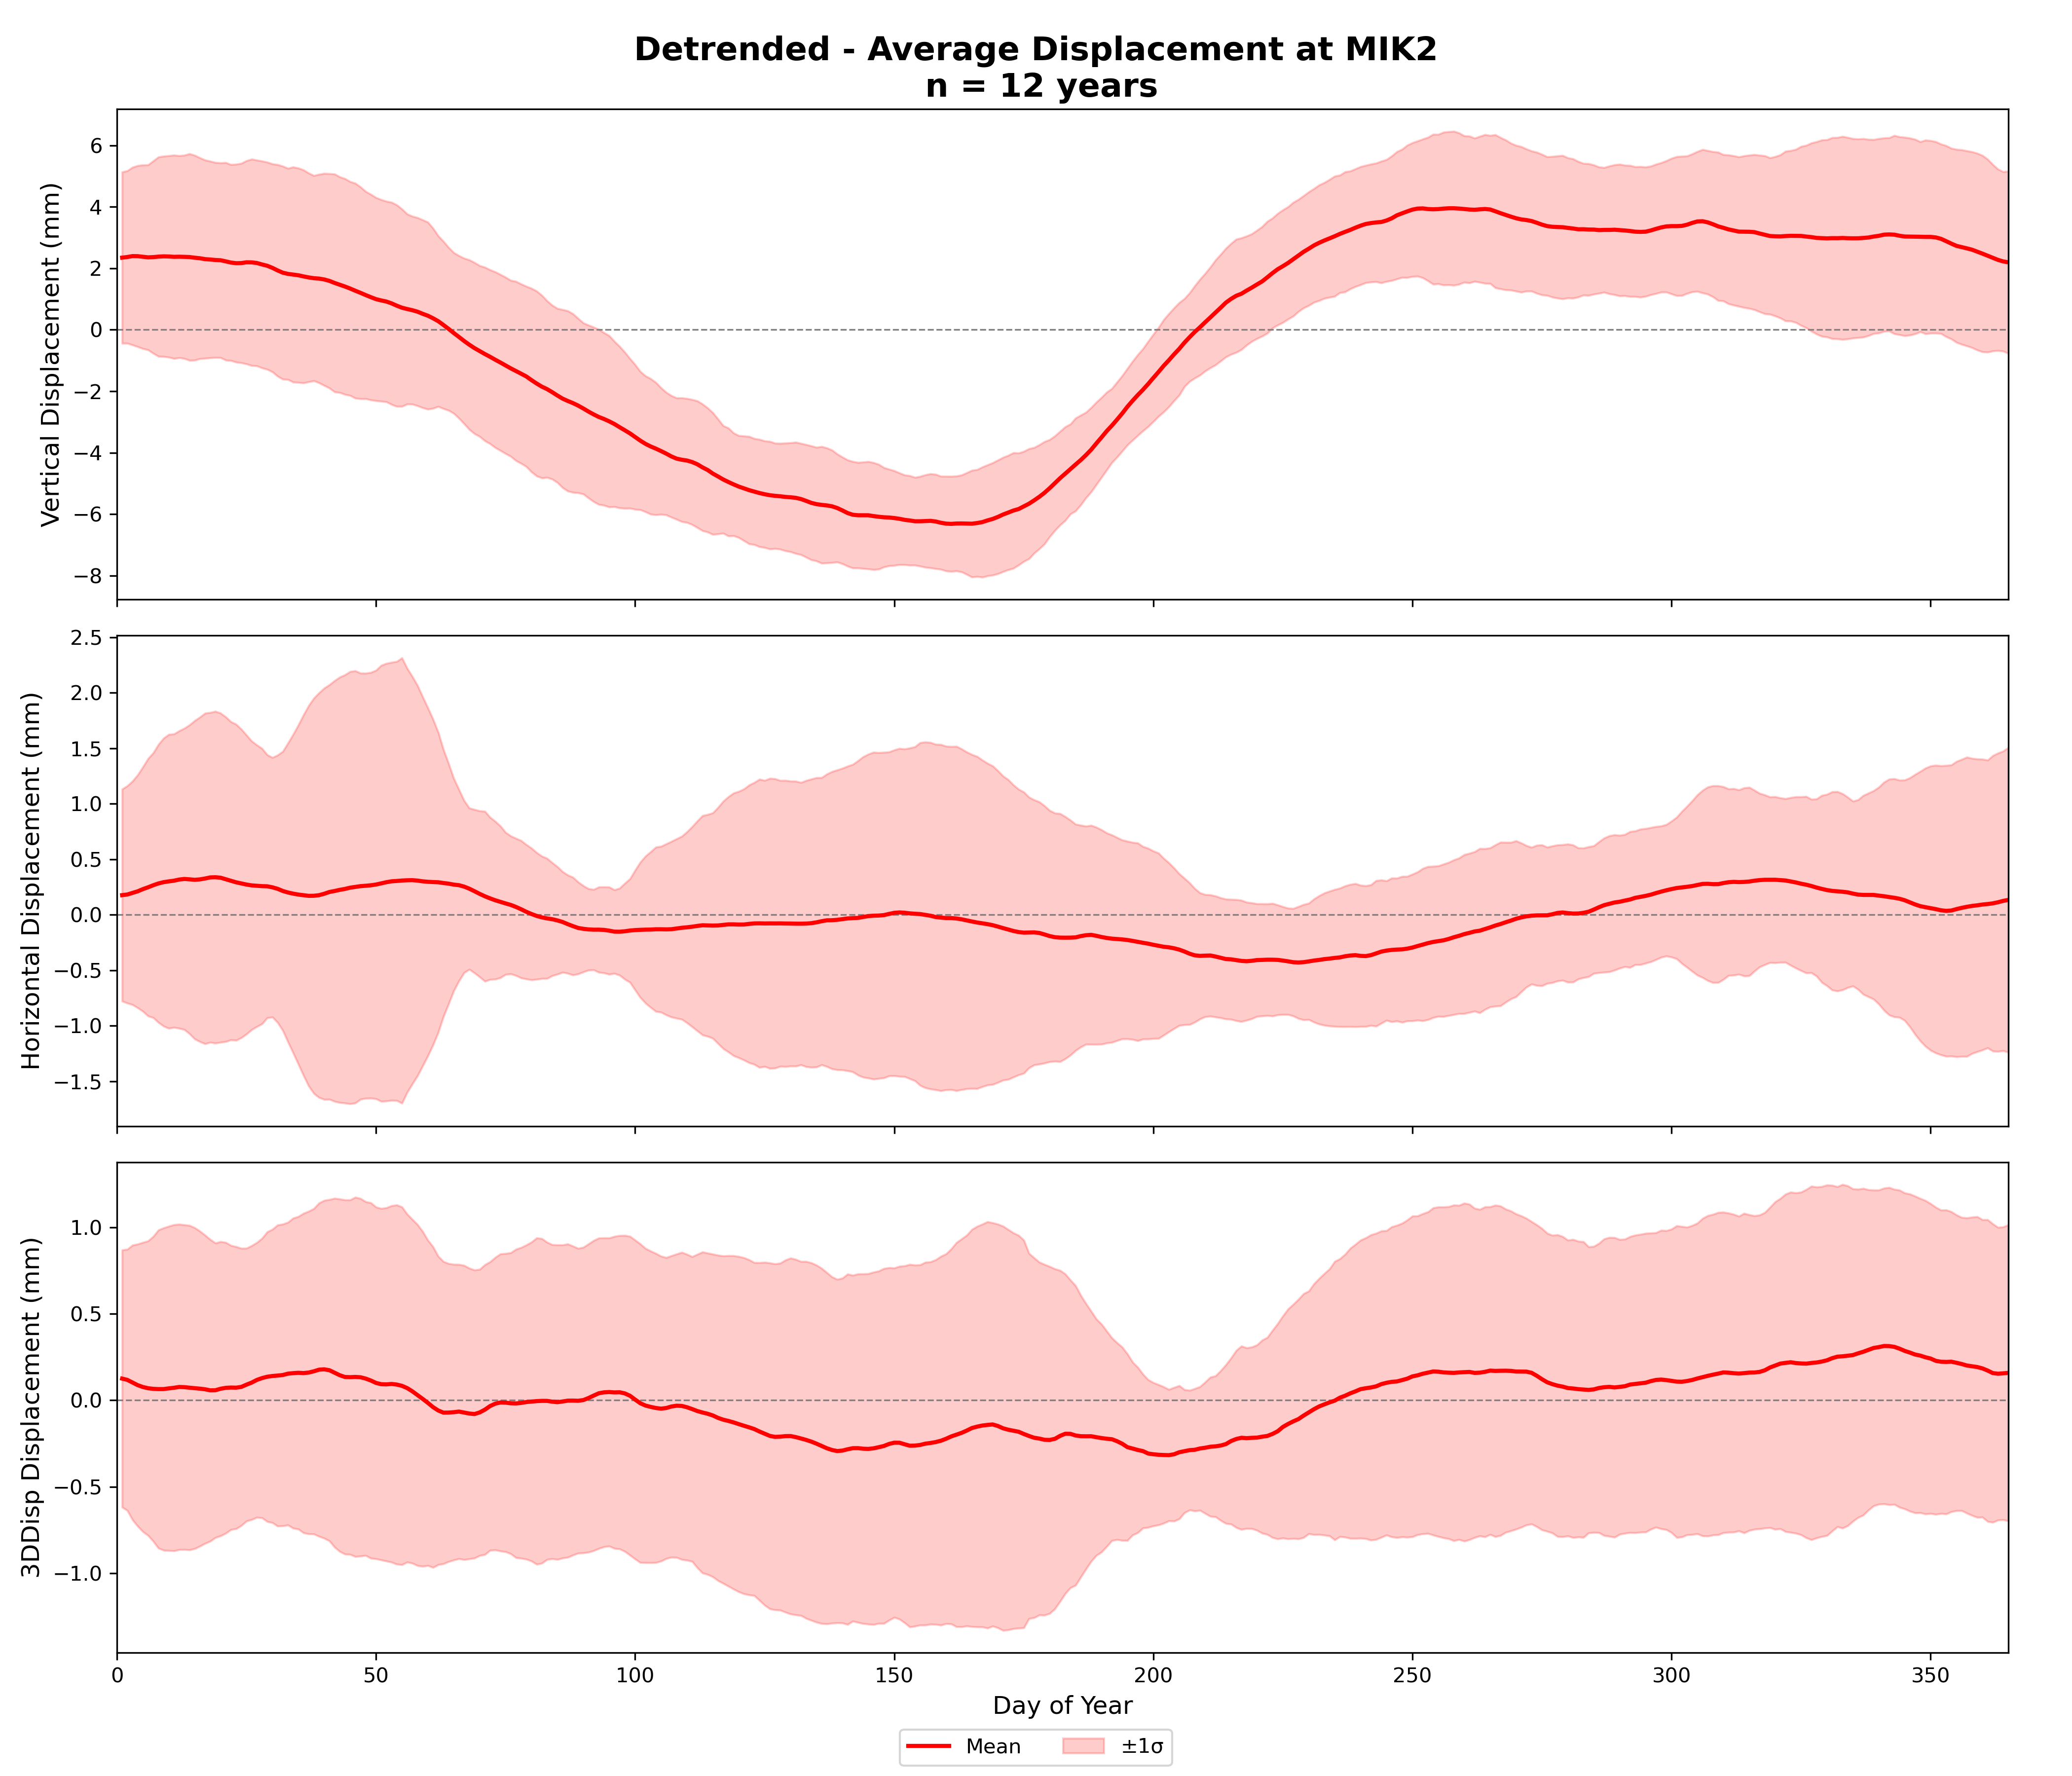 Detrended - Average Displacement at MIK2
n = 12 years
Vertical Displacement (mm)
6
4
2
0
−2
−4
−6
−8
Horizontal Displacement (mm)
2.5
2.0
1.5
1.0
0.5
0.0
−0.5
−1.0
−1.5
3DDisp Displacement (mm)
1.0
0.5
0.0
−0.5
−1.0
0 50 100 150 200 250 300 350
Day of Year
Mean ±1σ